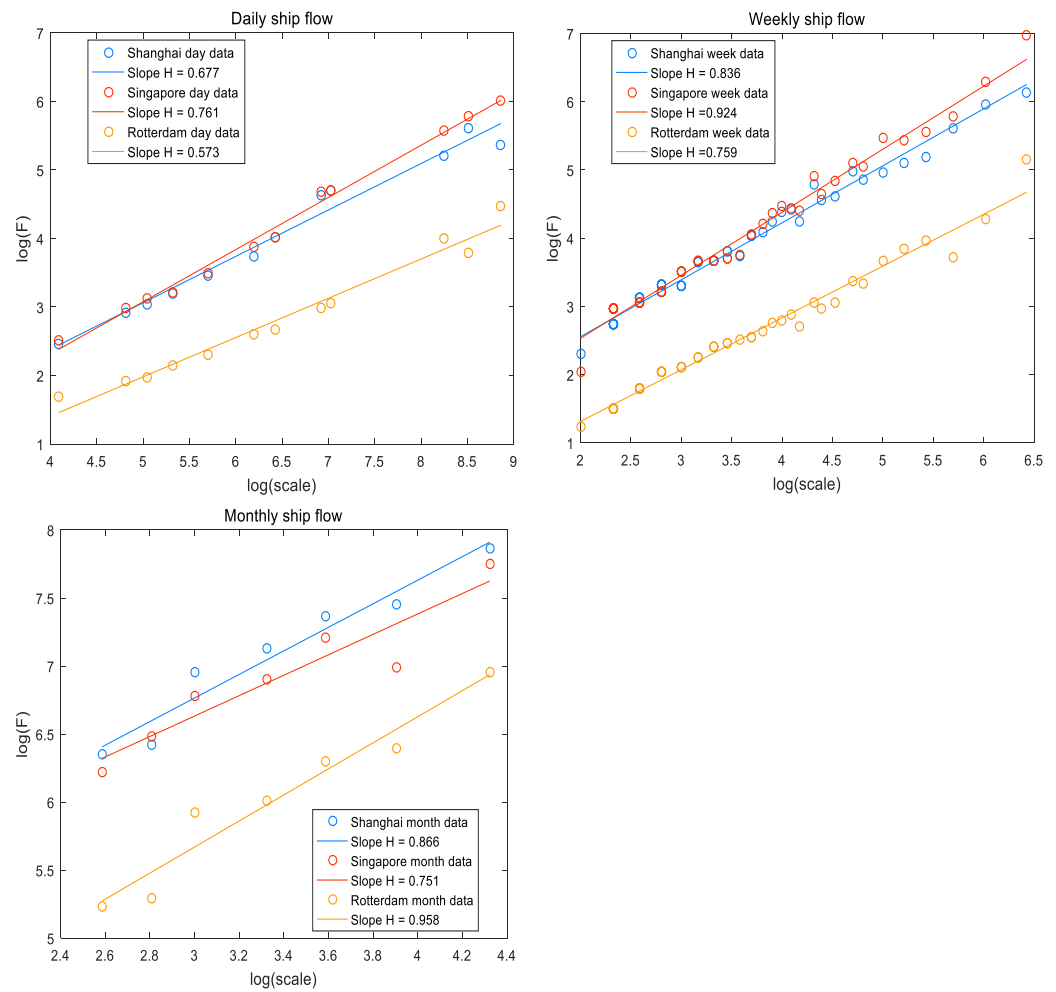 Daily ship flow
7
6
5
4
3
2
1
log(F)
Shanghai day data
Slope H = 0.677
Singapore day data
Slope H = 0.761
Rotterdam day data
Slope H = 0.573
4 4.5 5 5.5 6 6.5 7 7.5 8 8.5 9
log(scale)
Weekly ship flow
7
6
5
4
3
2
1
log(F)
Shanghai week data
Slope H = 0.836
Singapore week data
Slope H =0.924
Rotterdam week data
Slope H =0.759
2 2.5 3 3.5 4 4.5 5 5.5 6 6.5
log(scale)
Monthly ship flow
8
7.5
7
6.5
6
5.5
5
log(F)
Shanghai month data
Slope H = 0.866
Singapore month data
Slope H = 0.751
Rotterdam month data
Slope H = 0.958
2.4 2.6 2.8 3 3.2 3.4 3.6 3.8 4 4.2 4.4
log(scale)